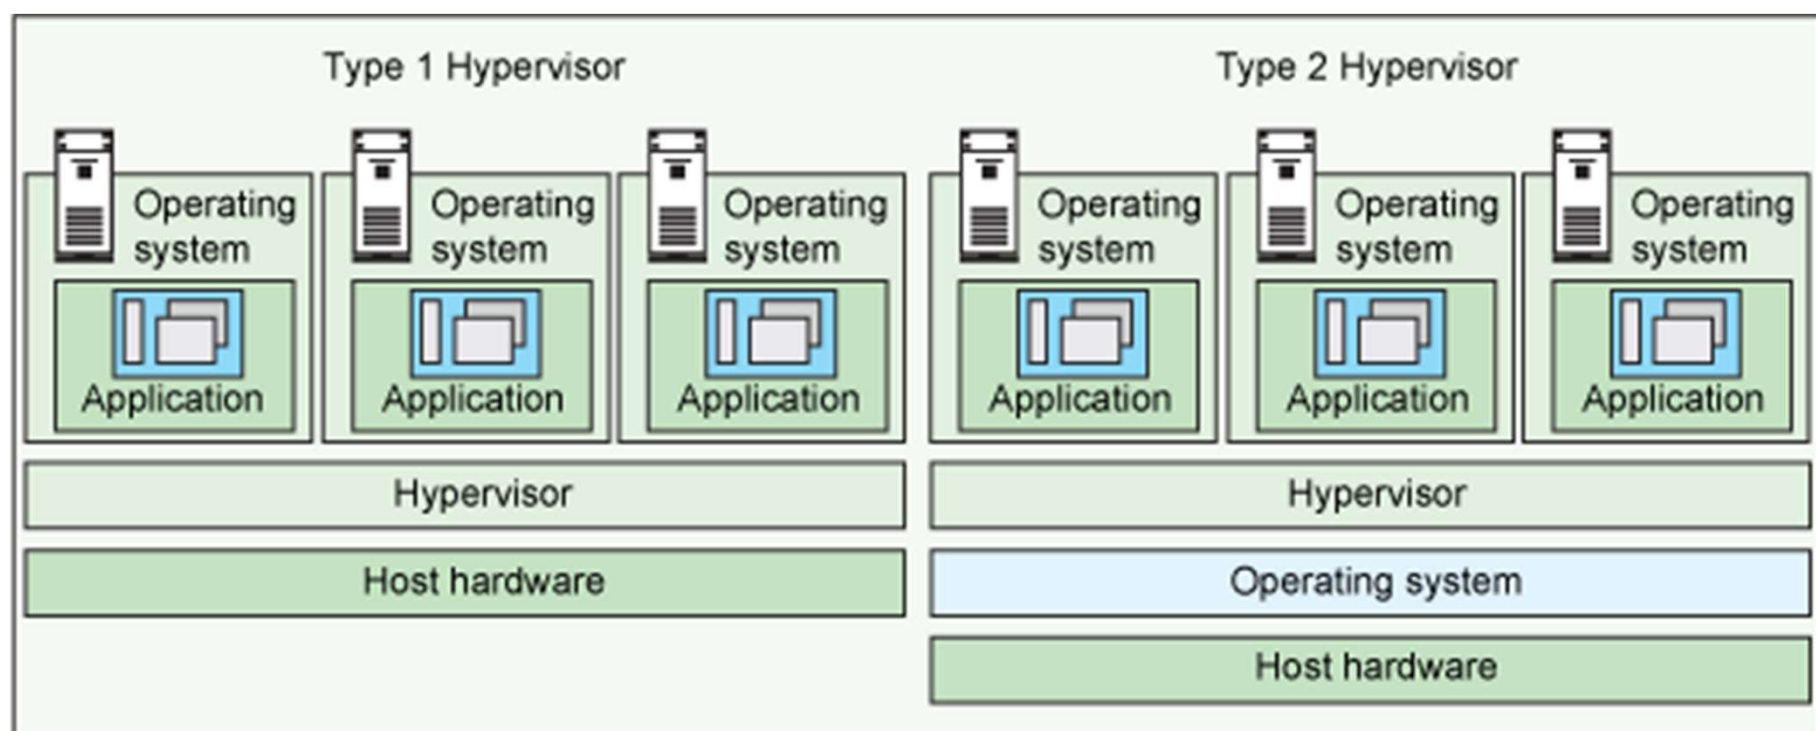 Type 1 Hypervisor
Operating
system
Application
Operating
system
Application
Operating
system
Application
Hypervisor
Host hardware
Type 2 Hypervisor
Operating
system
Application
Operating
system
Application
Operating
system
Application
Hypervisor
Operating system
Host hardware